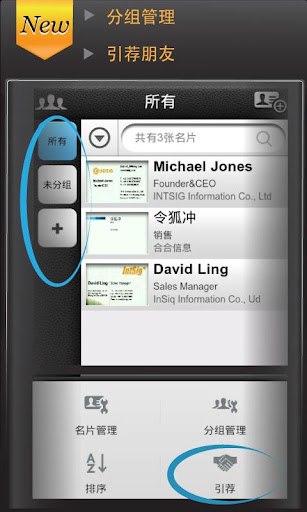 New
分组管理
引荐朋友
所有
所有
未分组
共有3张名片
Michael Jones
Founder&CEO
INTSIG Information Co., Ltd
令狐冲
销售
合合信息
David Ling
Sales Manager
InSiq Information Co., Ud
名片管理
分组管理
排序
引荐